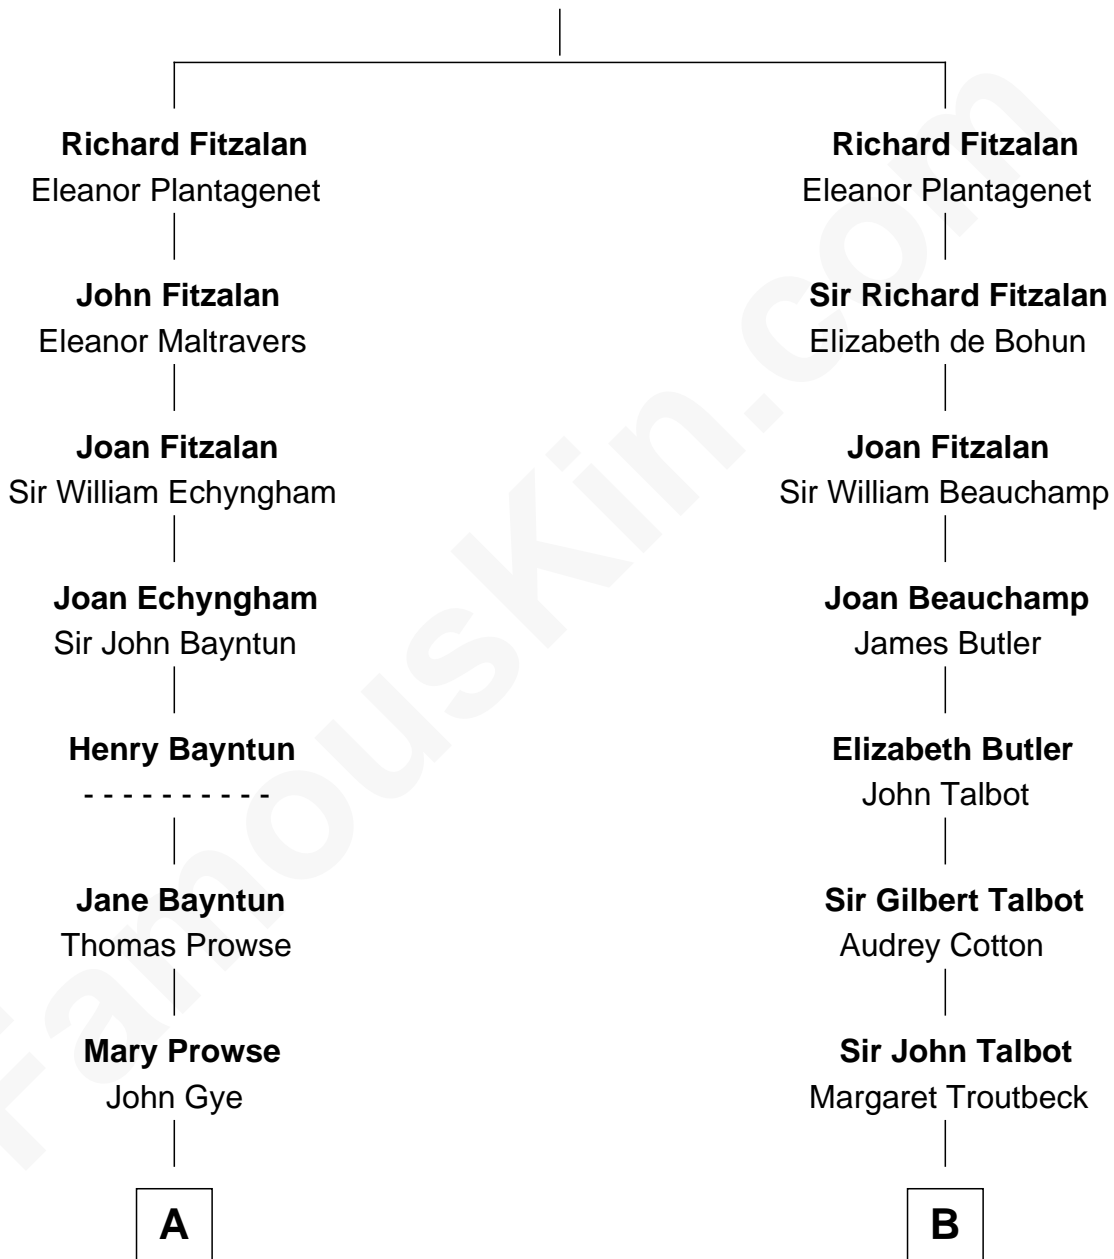 Richard Fitzalan
Eleanor Plantagenet
John Fitzalan
Eleanor Maltravers
Joan Fitzalan
Sir William Echyngham
Joan Echyngham
Sir John Bayntun
Henry Bayntun
- - - - - - - - - -
Jane Bayntun
Thomas Prowse
Mary Prowse
John Gye
A
Richard Fitzalan
Eleanor Plantagenet
Sir Richard Fitzalan
Elizabeth de Bohun
Joan Fitzalan
Sir William Beauchamp
Joan Beauchamp
James Butler
Elizabeth Butler
John Talbot
Sir Gilbert Talbot
Audrey Cotton
Sir John Talbot
Margaret Troutbeck
B
FamousKin.com